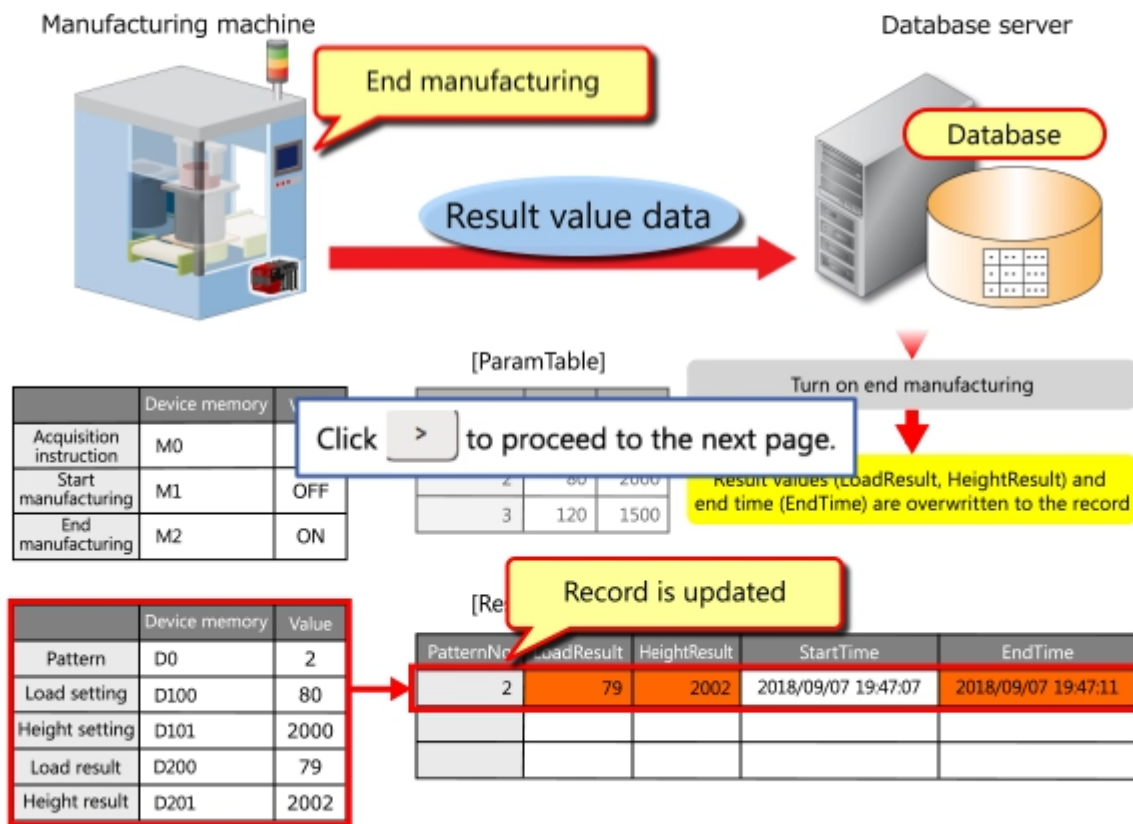 Manufacturing machine
Database server
End manufacturing
Database
Result value data
[ParamTable]
Turn on end manufacturing
Device memory
Acquisition
instruction
M0
Start
manufacturing
M1
OFF
End
manufacturing
M2
ON
Click > to proceed to the next page.
2 80 2000
3 120 1500
Result values (LoadResult, HeightResult) and
end time (EndTime) are overwritten to the record
Record is updated
Device memory Value
Pattern D0 2
Load setting D100 80
Height setting D101 2000
Load result D200 79
Height result D201 2002
PatternNo LoadResult HeightResult StartTime EndTime
2 79 2002 2018/09/07 19:47:07 2018/09/07 19:47:11